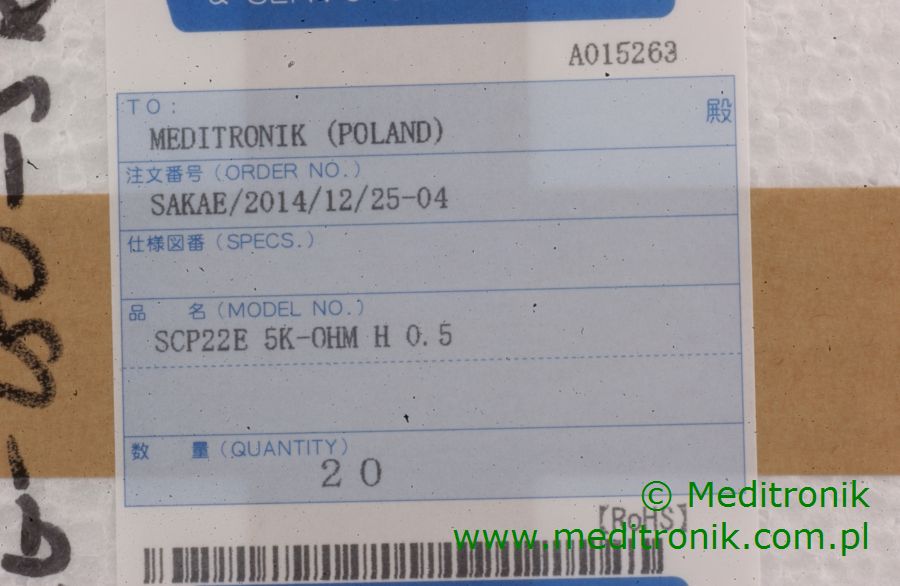 A015263
TO:
殿
MEDITRONIK (POLAND)
注文番号 (ORDER NO.)
SAKAE/2014/12/25-04
仕様図番 (SPECS.)
品 名 (MODEL NO.)
SCP22E 5K-OHM H 0.5
数 量 (QUANTITY)
20
© Meditronik
【RoHS】
www.meditronik.com.pl